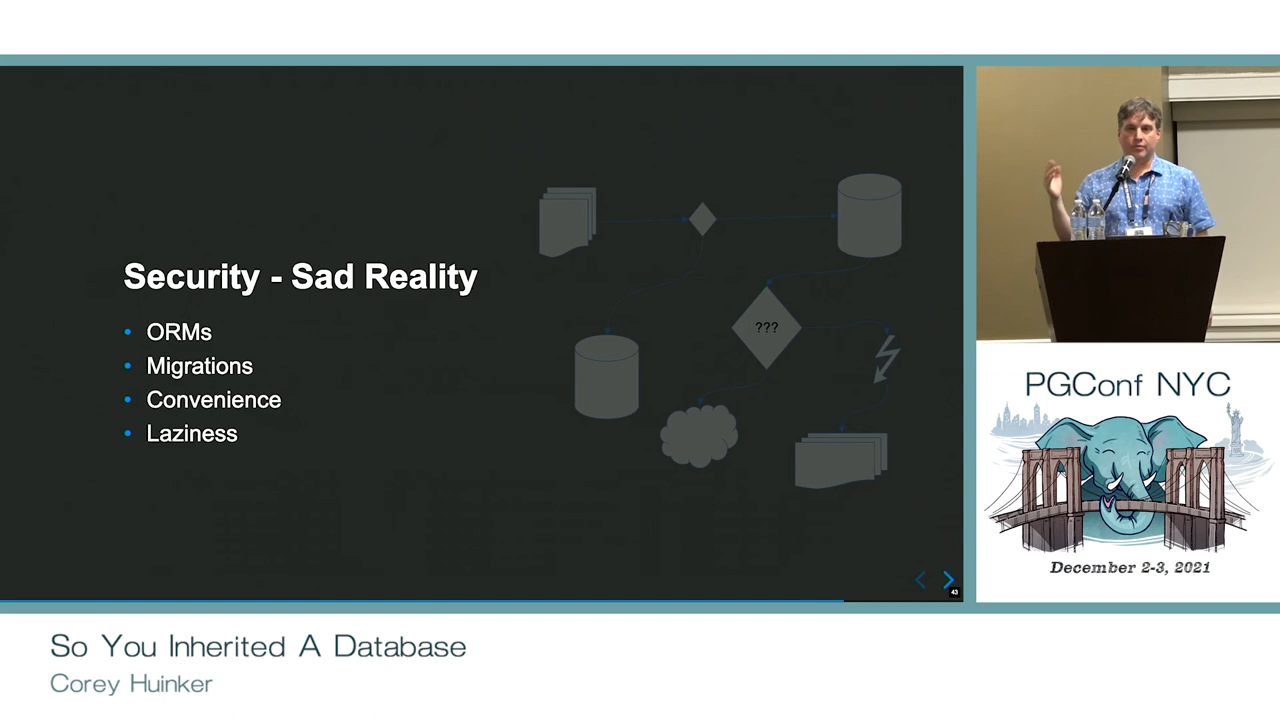 Security - Sad Reality
• ORMs
• Migrations
• Convenience
• Laziness
???
43
PGConf NYC
December 2-3, 2021
So You Inherited A Database
Corey Huinker